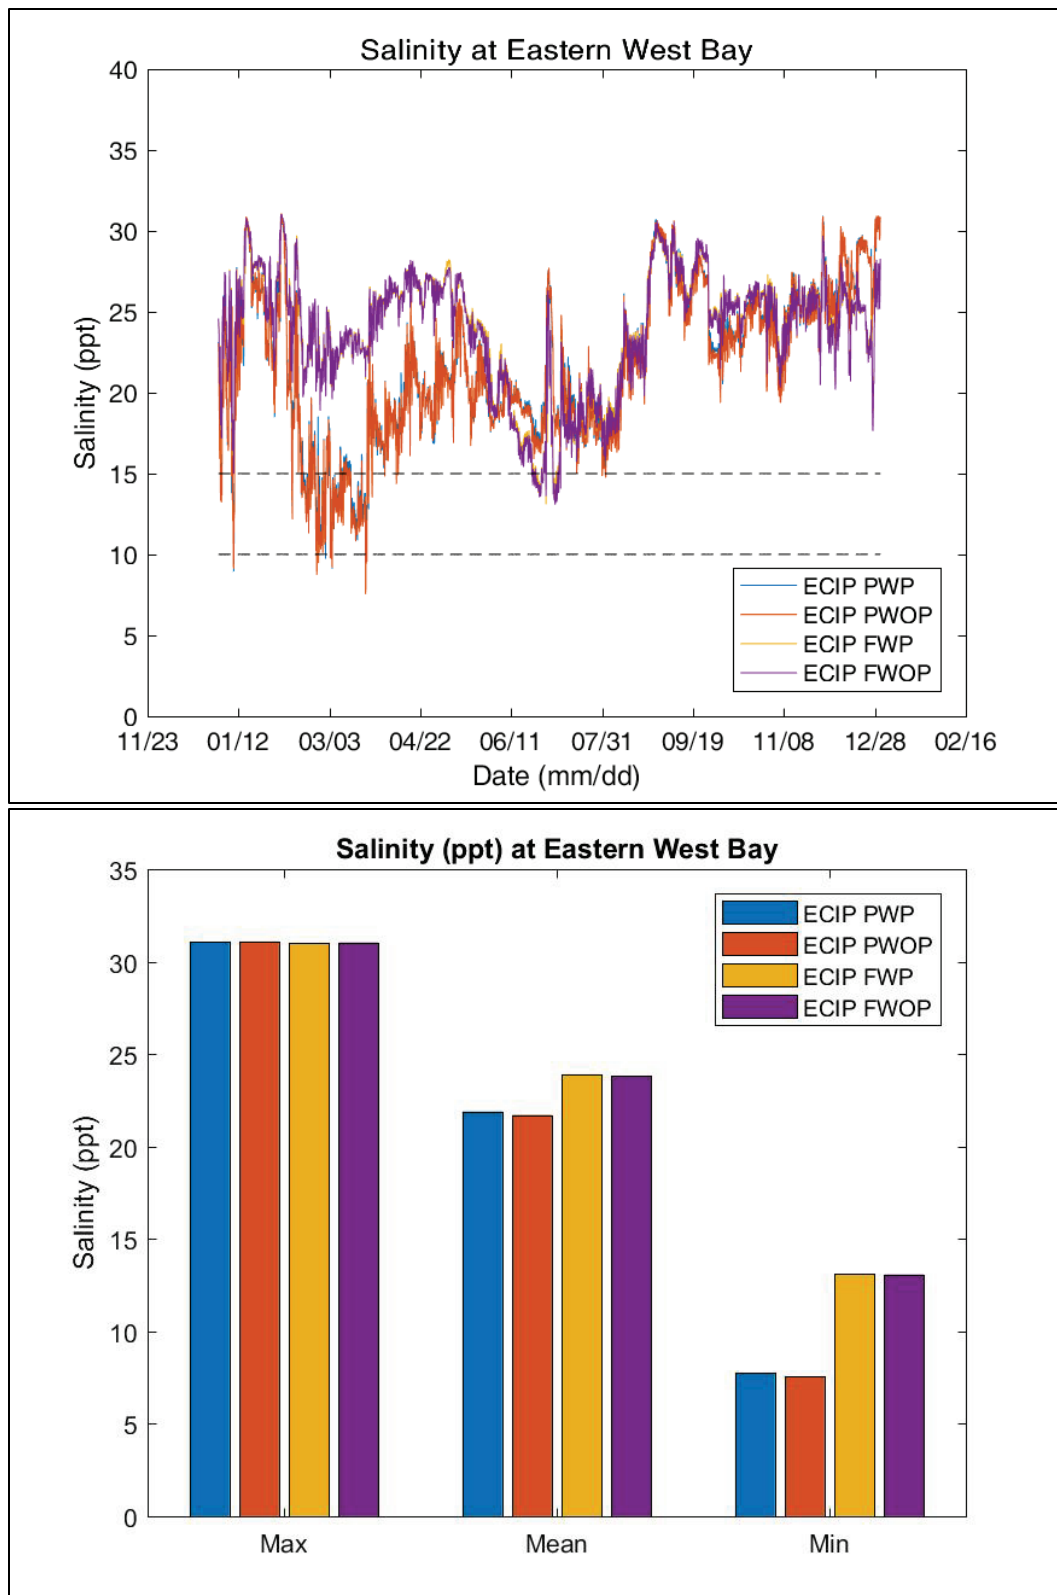 Salinity at Eastern West Bay
40
35
30
25
20
15
10
5
0
Salinity (ppt)
11/23 01/12 03/03 04/22 06/11 07/31 09/19 11/08 12/28 02/16
Date (mm/dd)
ECIP PWP
ECIP PWOP
ECIP FWP
ECIP FWOP
Salinity (ppt) at Eastern West Bay
35
30
25
20
15
10
5
0
Salinity (ppt)
Max Mean Min
ECIP PWP
ECIP PWOP
ECIP FWP
ECIP FWOP